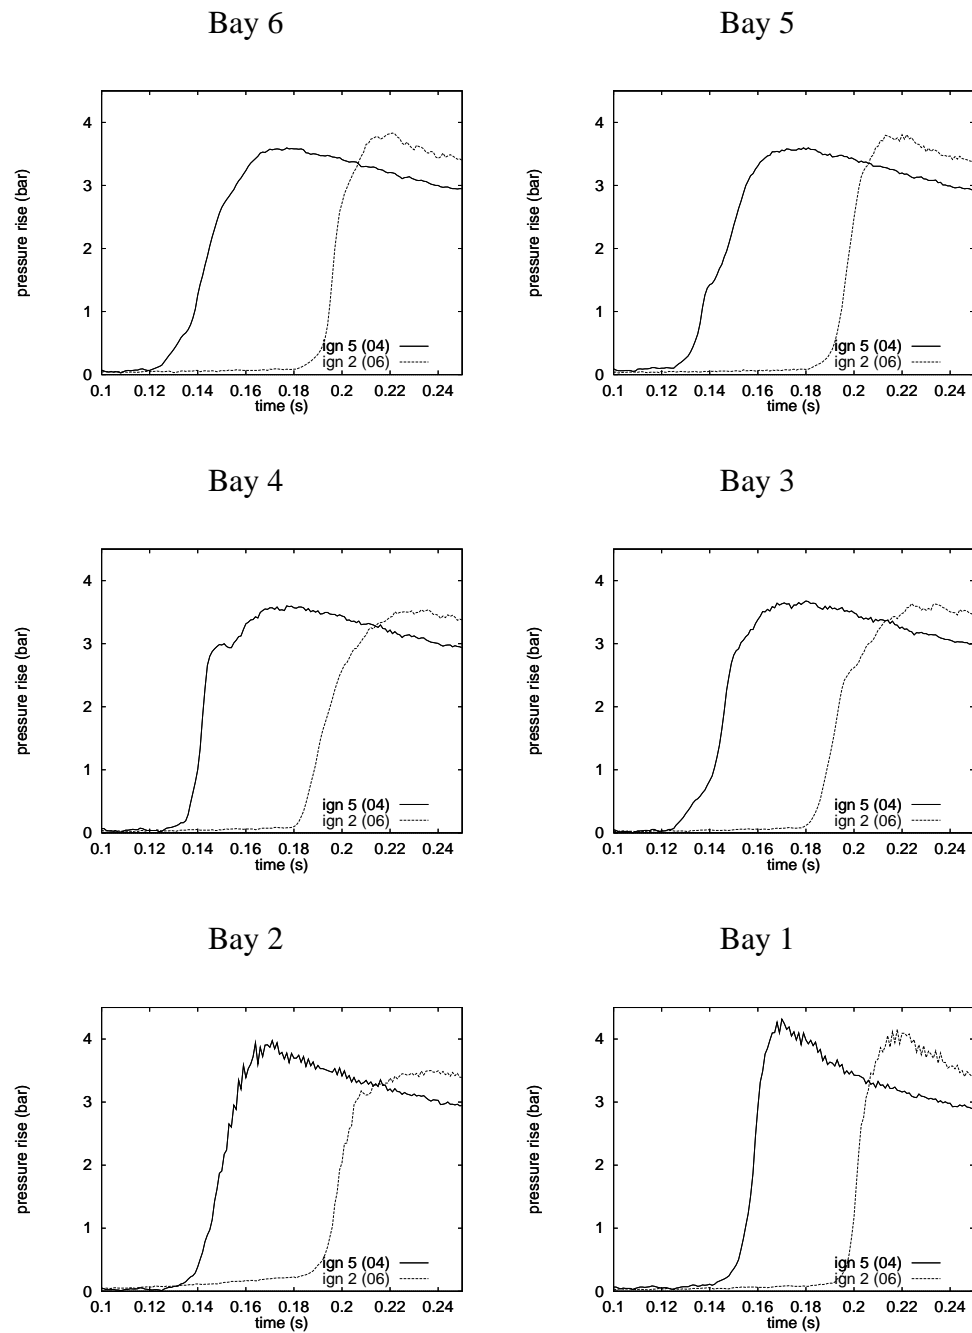 Bay 6
Bay 5
4
3
2
1
0
pressure rise (bar)
ign 5 (04)
ign 2 (06)
0.1 0.12 0.14 0.16 0.18 0.2 0.22 0.24
time (s)
4
3
2
1
0
pressure rise (bar)
ign 5 (04)
ign 2 (06)
0.1 0.12 0.14 0.16 0.18 0.2 0.22 0.24
time (s)
Bay 4
Bay 3
4
3
2
1
0
pressure rise (bar)
ign 5 (04)
ign 2 (06)
0.1 0.12 0.14 0.16 0.18 0.2 0.22 0.24
time (s)
4
3
2
1
0
pressure rise (bar)
ign 5 (04)
ign 2 (06)
0.1 0.12 0.14 0.16 0.18 0.2 0.22 0.24
time (s)
Bay 2
Bay 1
4
3
2
1
0
pressure rise (bar)
ign 5 (04)
ign 2 (06)
0.1 0.12 0.14 0.16 0.18 0.2 0.22 0.24
time (s)
4
3
2
1
0
pressure rise (bar)
ign 5 (04)
ign 2 (06)
0.1 0.12 0.14 0.16 0.18 0.2 0.22 0.24
time (s)